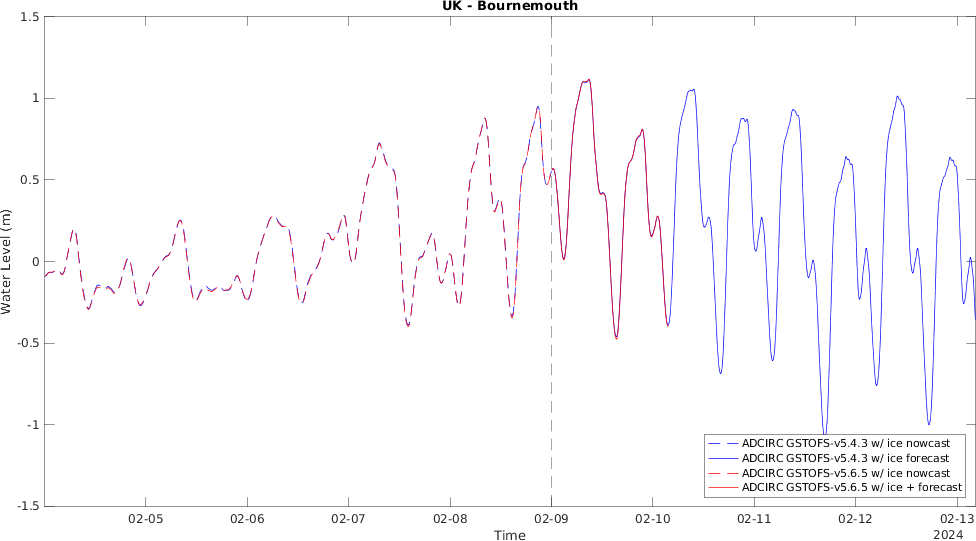 UK - Bournemouth
1.5
1
0.5
0
-0.5
-1
-1.5
Water Level (m)
02-05 02-06 02-07 02-08 02-09 02-10 02-11 02-12 02-13
Time
2024
ADCIRC GSTOFS-v5.4.3 w/ ice nowcast
ADCIRC GSTOFS-v5.4.3 w/ ice forecast
ADCIRC GSTOFS-v5.6.5 w/ ice nowcast
ADCIRC GSTOFS-v5.6.5 w/ ice + forecast